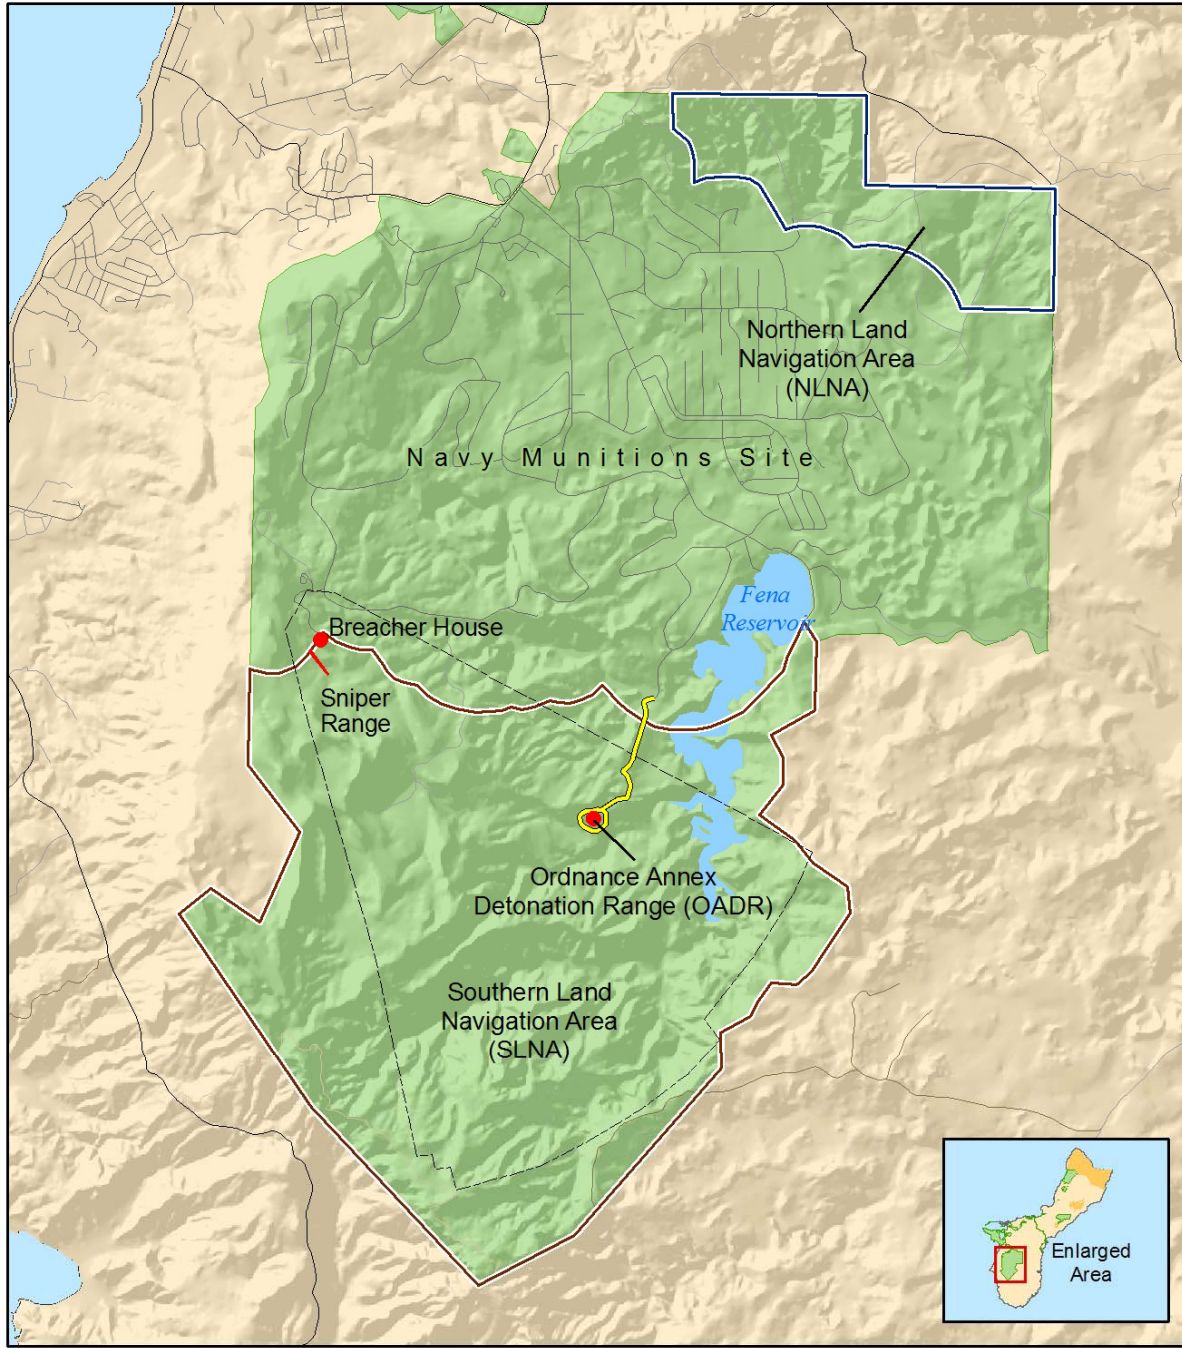 Northern Land
Navigation Area
(NLNA)
Navy Munitions Site
Fena
Reservoir
Breacher House
Sniper
Range
Ordnance Annex
Detonation Range (OADR)
Southern Land
Navigation Area
(SLNA)
Enlarged
Area